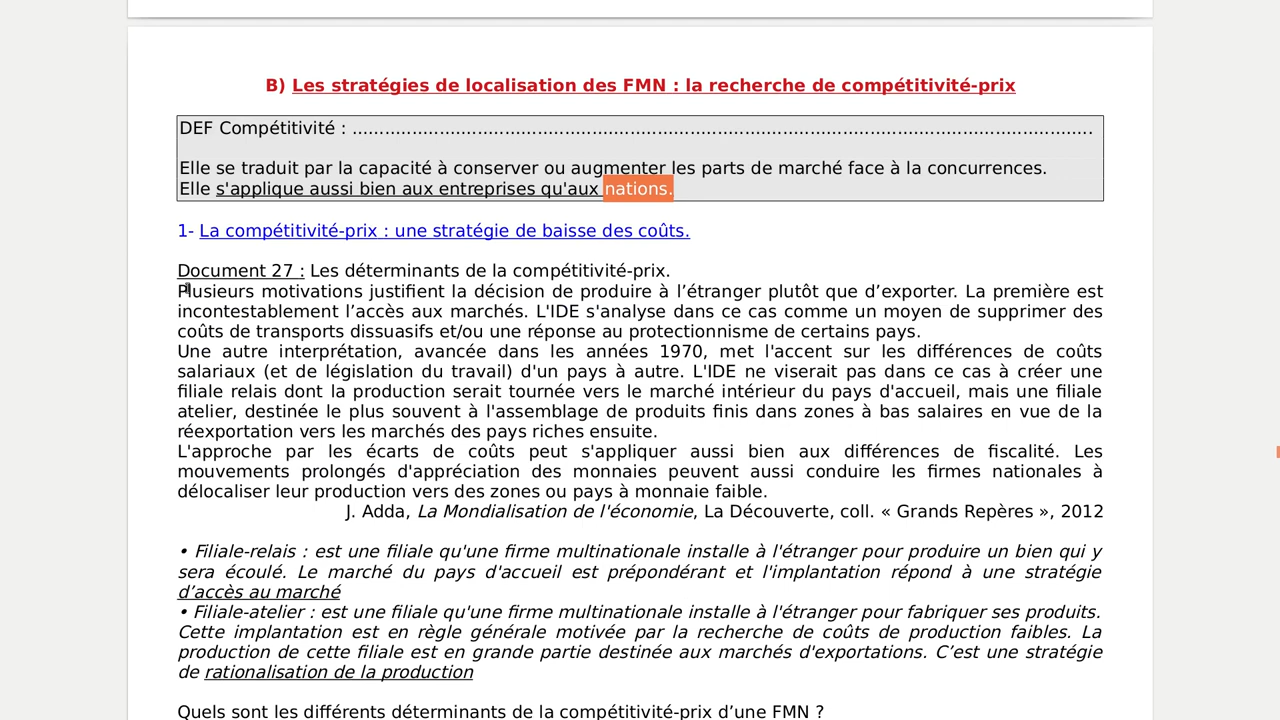 B) Les stratégies de localisation des FMN : la recherche de compétitivité-prix
DEF Compétitivité : ........................................................................................................................................
Elle se traduit par la capacité à conserver ou augmenter les parts de marché face à la concurrences.
Elle s'applique aussi bien aux entreprises qu'aux nations.
1- La compétitivité-prix : une stratégie de baisse des coûts.
Document 27 : Les déterminants de la compétitivité-prix.
Plusieurs motivations justifient la décision de produire à l’étranger plutôt que d’exporter. La première est
incontestablement l’accès aux marchés. L'IDE s'analyse dans ce cas comme un moyen de supprimer des
coûts de transports dissuasifs et/ou une réponse au protectionnisme de certains pays.
Une autre interprétation, avancée dans les années 1970, met l'accent sur les différences de coûts
salariaux (et de législation du travail) d'un pays à autre. L'IDE ne viserait pas dans ce cas à créer une
filiale relais dont la production serait tournée vers le marché intérieur du pays d'accueil, mais une filiale
atelier, destinée le plus souvent à l'assemblage de produits finis dans zones à bas salaires en vue de la
réexportation vers les marchés des pays riches ensuite.
L'approche par les écarts de coûts peut s'appliquer aussi bien aux différences de fiscalité. Les
mouvements prolongés d'appréciation des monnaies peuvent aussi conduire les firmes nationales à
délocaliser leur production vers des zones ou pays à monnaie faible.
J. Adda, La Mondialisation de l'économie, La Découverte, coll. « Grands Repères », 2012
• Filiale-relais : est une filiale qu'une firme multinationale installe à l'étranger pour produire un bien qui y
sera écoulé. Le marché du pays d'accueil est prépondérant et l'implantation répond à une stratégie
d’accès au marché
• Filiale-atelier : est une filiale qu'une firme multinationale installe à l'étranger pour fabriquer ses produits.
Cette implantation est en règle générale motivée par la recherche de coûts de production faibles. La
production de cette filiale est en grande partie destinée aux marchés d'exportations. C’est une stratégie
de rationalisation de la production
Quels sont les différents déterminants de la compétitivité-prix d’une FMN ?